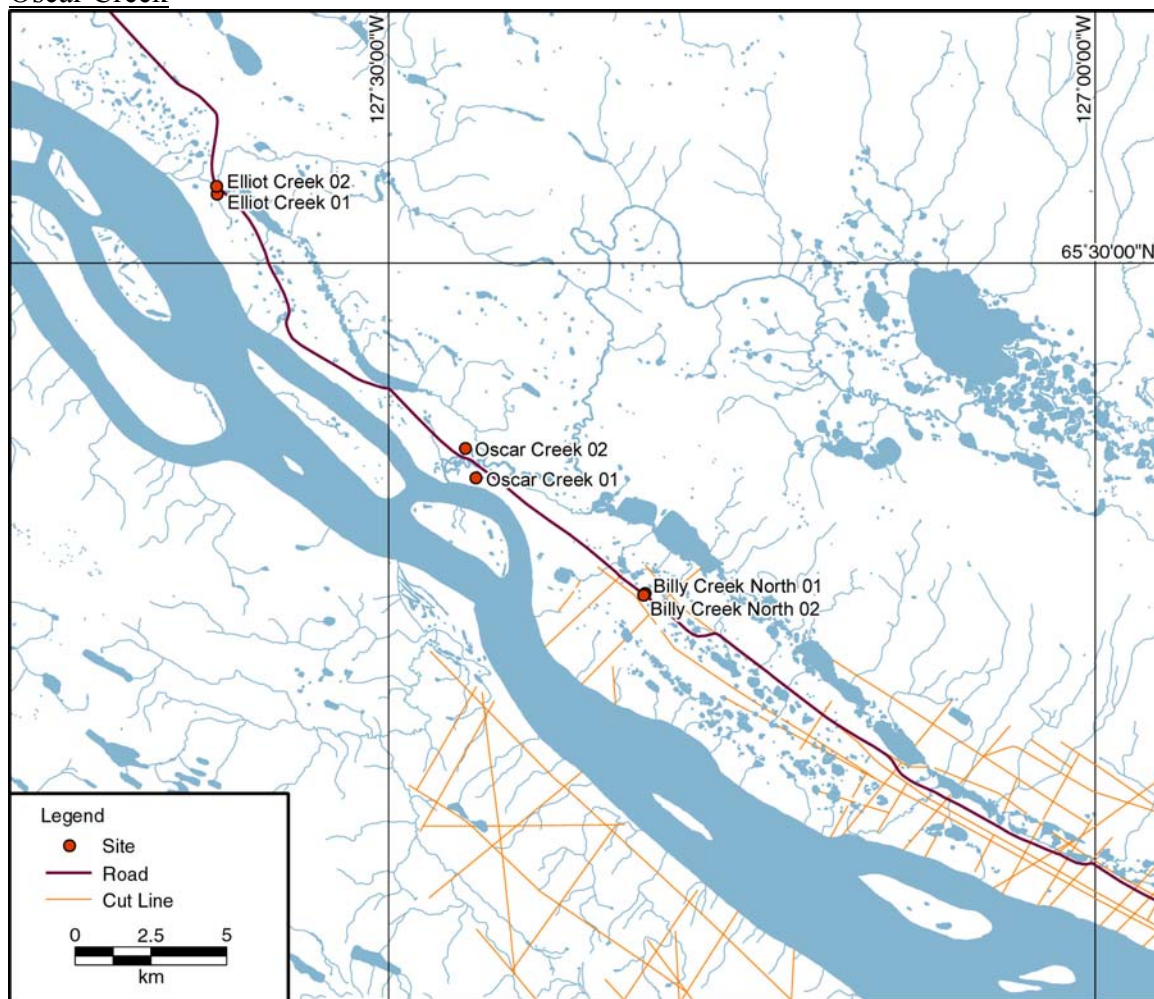 Oscar Creek
127°30'00"W
127°00'00"W
Elliot Creek 02
Elliot Creek 01
65°30'00"N
Oscar Creek 02
Oscar Creek 01
Billy Creek North 01
Billy Creek North 02
Legend
Site
Road
Cut Line
0 2.5 5
km